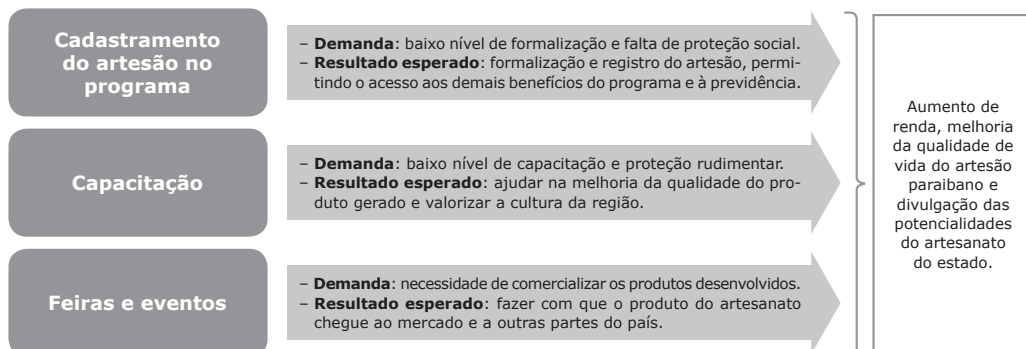 Cadastramento
do artesão no
programa
– Demanda: baixo nível de formalização e falta de proteção social.
– Resultado esperado: formalização e registro do artesão, permi-
tindo o acesso aos demais benefícios do programa e à previdência.
Capacitação
– Demanda: baixo nível de capacitação e proteção rudimentar.
– Resultado esperado: ajudar na melhoria da qualidade do pro-
duto gerado e valorizar a cultura da região.
Feiras e eventos
– Demanda: necessidade de comercializar os produtos desenvolvidos.
– Resultado esperado: fazer com que o produto do artesanato
chegue ao mercado e a outras partes do país.
Aumento de
renda, melhoria
da qualidade de
vida do artesão
paraibano e
divulgação das
potencialidades
do artesanato
do estado.